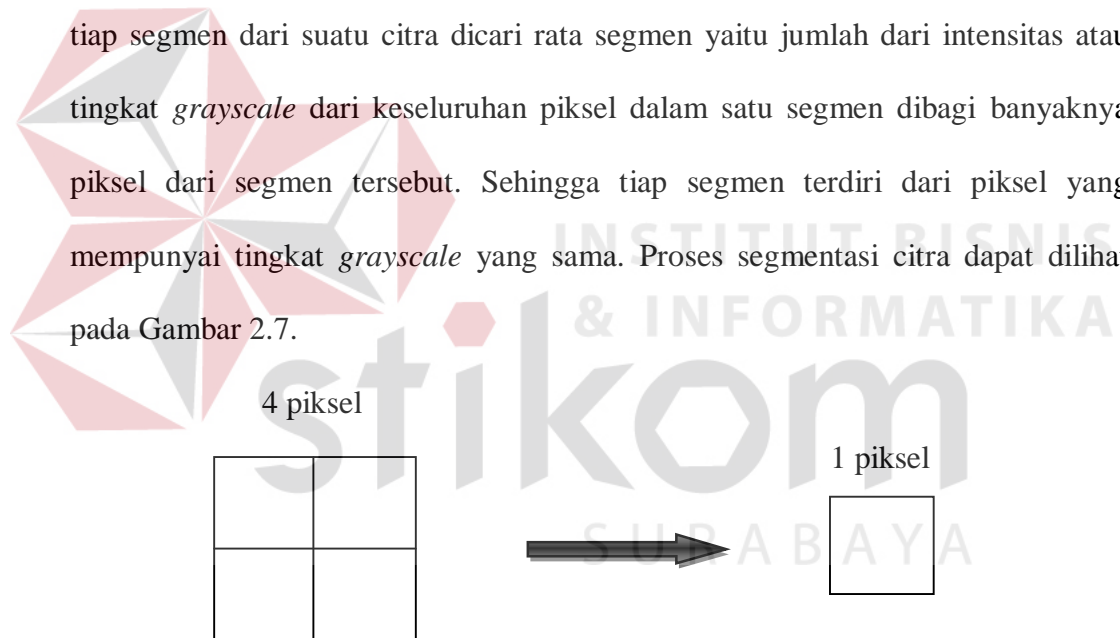 tiap segmen dari suatu citra dicari rata segmen yaitu jumlah dari intensitas atau
tingkat grayscale dari keseluruhan piksel dalam satu segmen dibagi banyaknya
piksel dari segmen tersebut. Sehingga tiap segmen terdiri dari piksel yang
INSTITUT BISNIS
mempunyai tingkat grayscale yang sama. Proses segmentasi citra dapat dilihat
& INFORMATIKA
pada Gambar 2.7.
stikom
4 piksel
1 piksel
SURABAYA